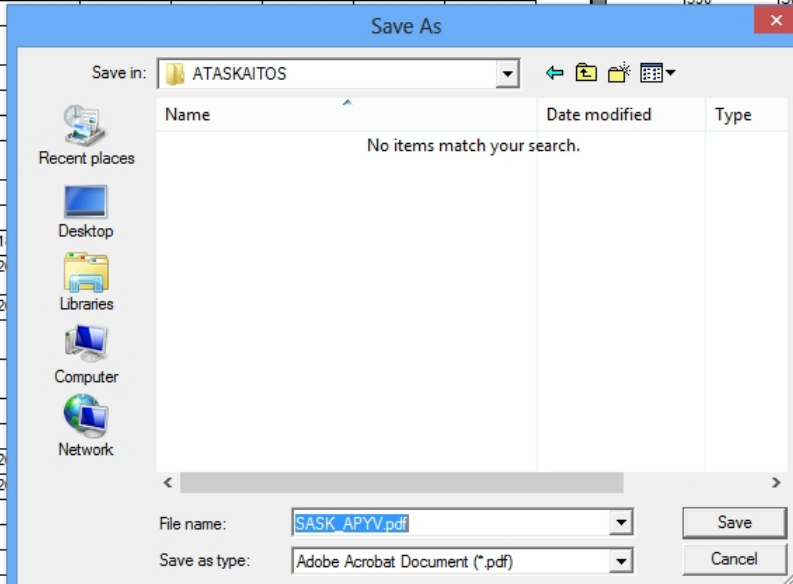 Save As
Save in: ATASKAITOS
Name Date modified Type
No items match your search.
Recent places
Desktop
Libraries
Computer
Network
File name: SASK_APYV.pdf Save
Save as type: Adobe Acrobat Document (*.pdf) Cancel